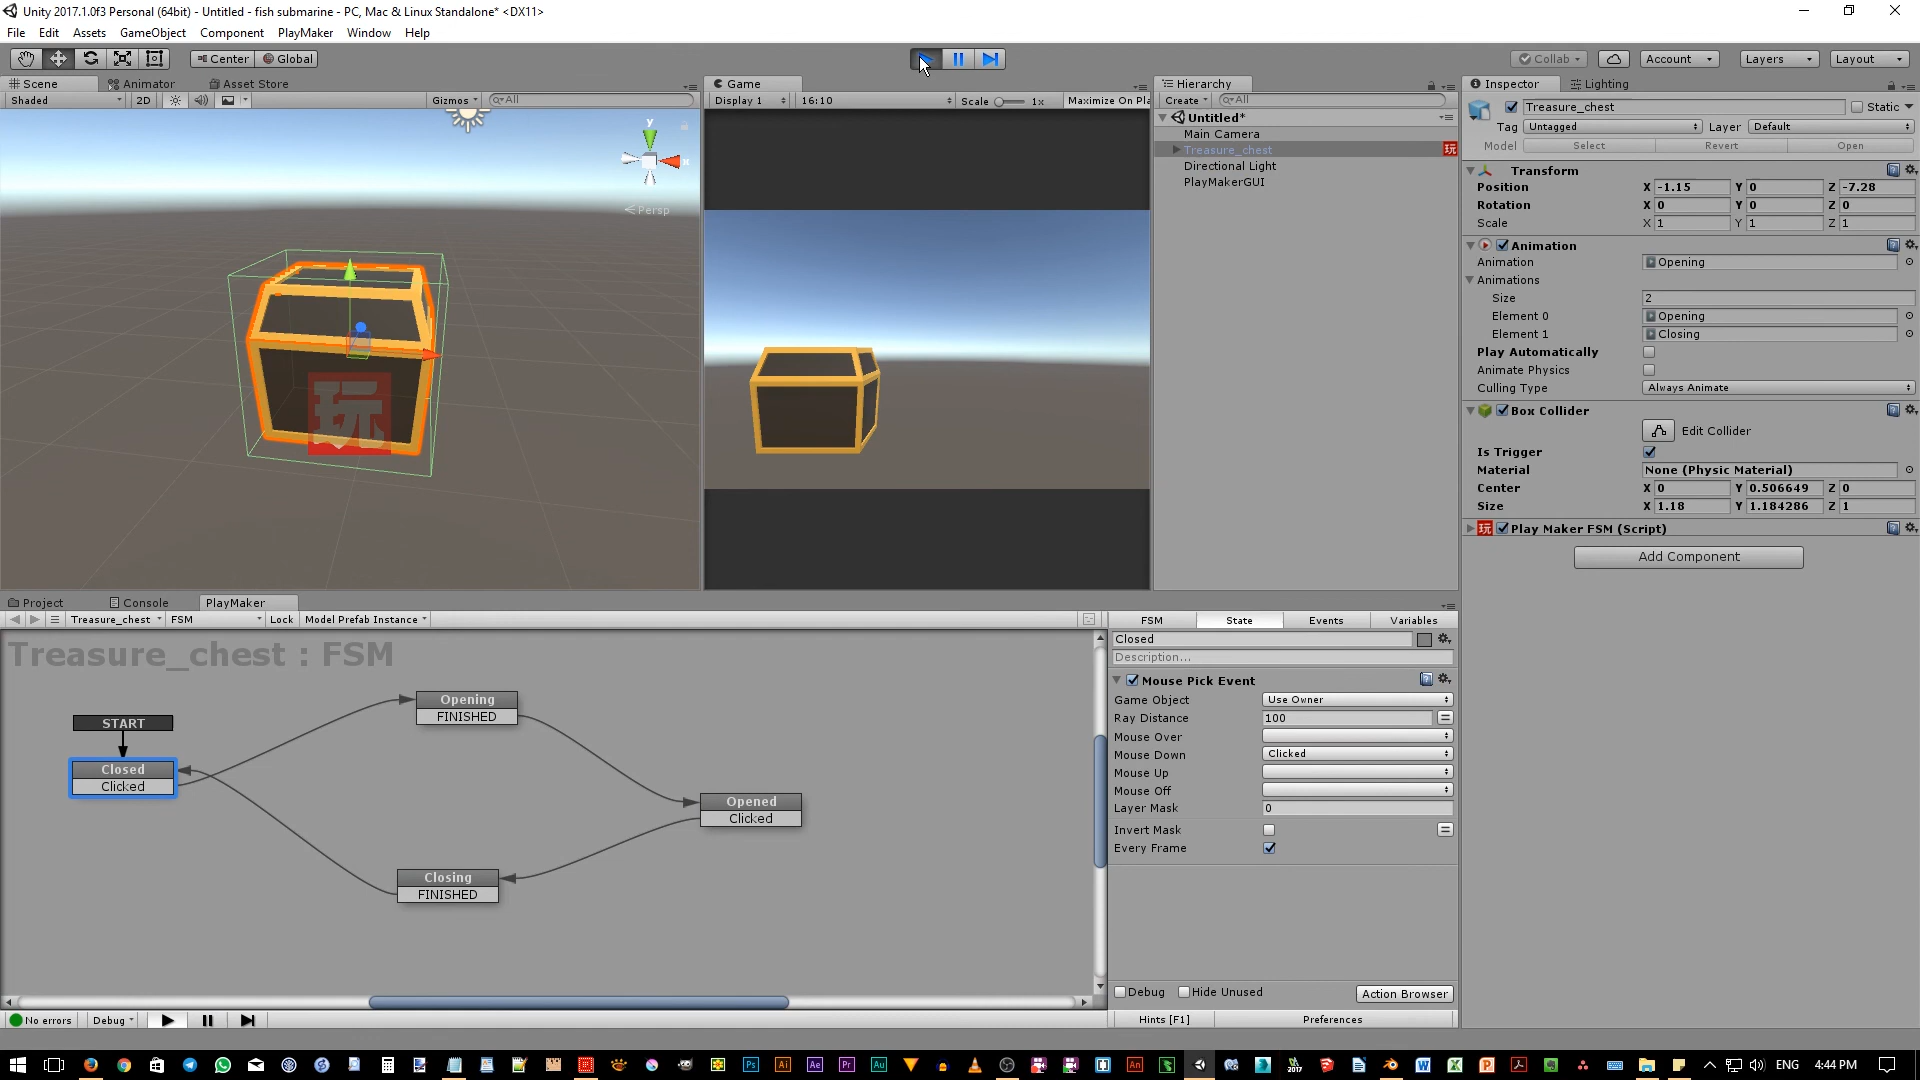 Unity 2017.1.0f3 Personal (64bit) - Untitled - fish submarine - PC, Mac & Linux Standalone* <DX11>
File Edit Assets GameObject Component PlayMaker Window Help
Center Global Collab Account Layers Layout
Scene Animator Asset Store
Shaded 2D Gizmos All
y
x
Persp
玩
Game
Display 1 16:10 Scale 1x Maximize On Pla
Hierarchy
Create All
Untitled*
Main Camera
Treasure_chest 玩
Directional Light
PlayMakerGUI
Inspector Lighting
Treasure_chest Static
Tag Untagged Layer Default
Model Select Revert Open
Transform
Position X -1.15 Y 0 Z -7.28
Rotation X 0 Y 0 Z 0
Scale X 1 Y 1 Z 1
Animation
Animation Opening
Animations
Size 2
Element 0 Opening
Element 1 Closing
Play Automatically
Animate Physics
Culling Type Always Animate
Box Collider
Edit Collider
Is Trigger
Material None (Physic Material)
Center X 0 Y 0.506649 Z 0
Size X 1.18 Y 1.184286 Z 1
玩 Play Maker FSM (Script)
Add Component
Project Console PlayMaker
Treasure_chest FSM Lock Model Prefab Instance
Treasure_chest : FSM
START
Closed
Clicked
Opening
FINISHED
Opened
Clicked
Closing
FINISHED
No errors Debug
FSM State Events Variables
Closed
Description...
Mouse Pick Event
Game Object Use Owner
Ray Distance 100
Mouse Over
Mouse Down Clicked
Mouse Up
Mouse Off
Layer Mask 0
Invert Mask
Every Frame
Debug Hide Unused Action Browser
Hints [F1] Preferences
ENG 4:44 PM